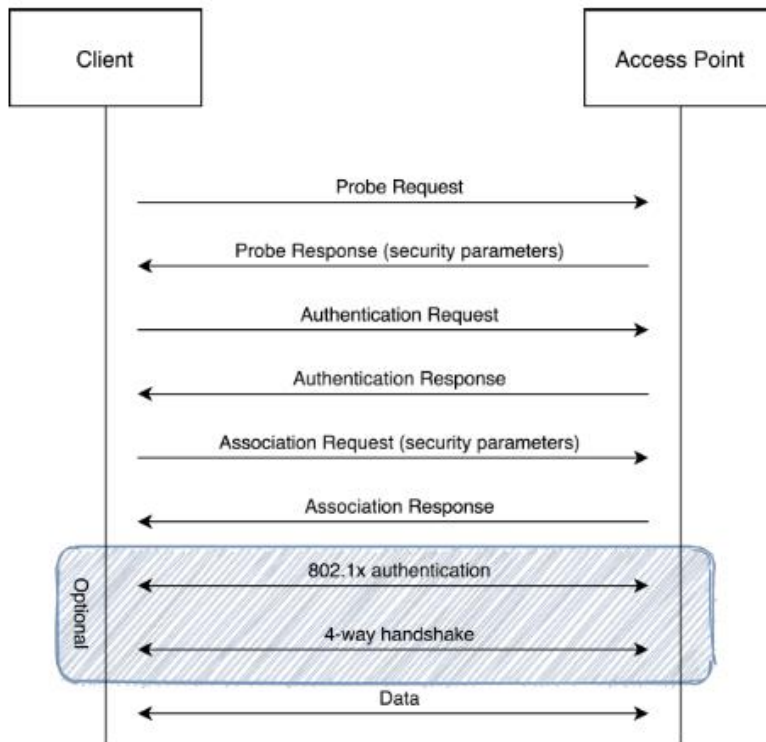 Client
Access Point
Probe Request
Probe Response (security parameters)
Authentication Request
Authentication Response
Association Request (security parameters)
Association Response
Optional
802.1x authentication
4-way handshake
Data